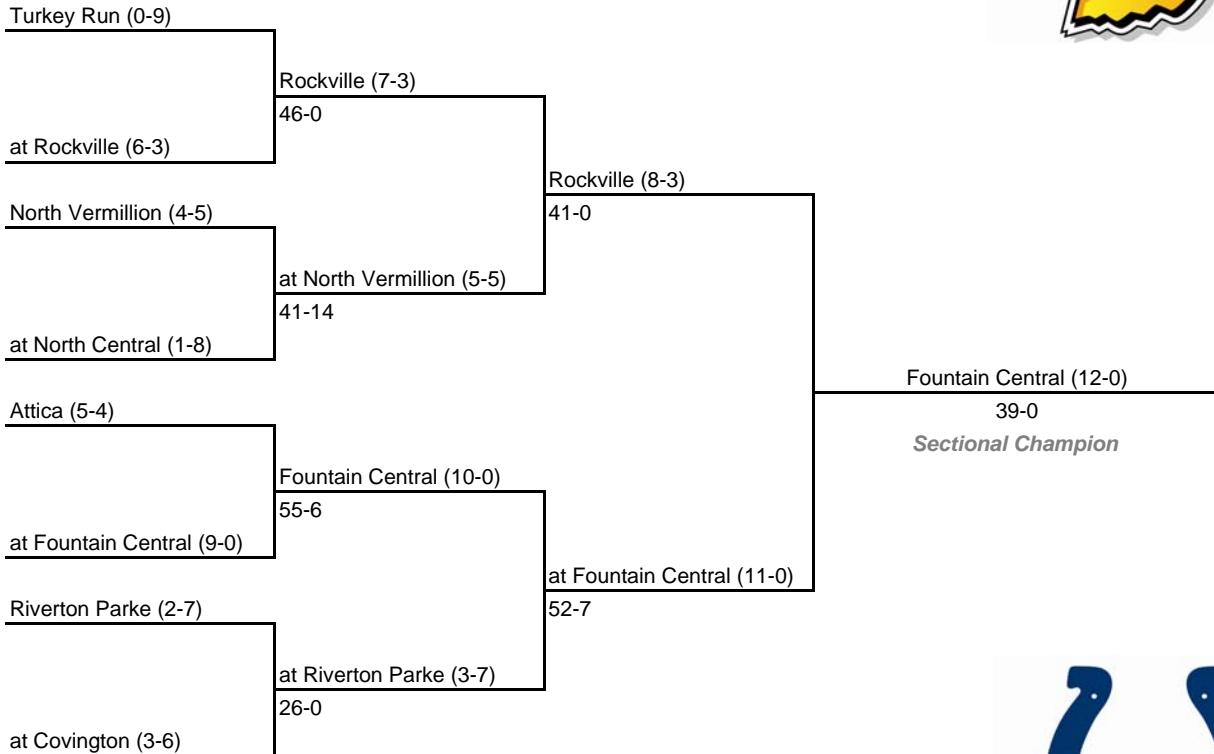 Turkey Run (0-9)
Rockville (7-3)
46-0
at Rockville (6-3)
Rockville (8-3)
41-0
North Vermillion (4-5)
at North Vermillion (5-5)
41-14
at North Central (1-8)
Fountain Central (12-0)
39-0
Sectional Champion
Attica (5-4)
Fountain Central (10-0)
55-6
at Fountain Central (9-0)
at Fountain Central (11-0)
52-7
Riverton Parke (2-7)
at Riverton Parke (3-7)
26-0
at Covington (3-6)